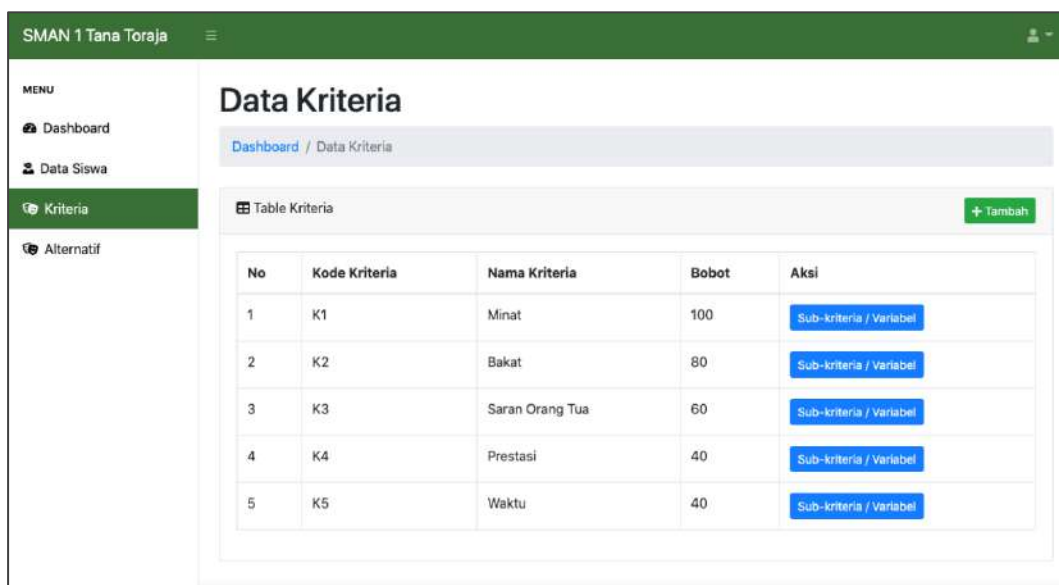 SMAN 1 Tana Toraja
MENU
Dashboard
Data Siswa
Kriteria
Alternatif
Data Kriteria
Dashboard / Data Kriteria
Table Kriteria
+ Tambah
No Kode Kriteria Nama Kriteria Bobot Aksi
1 K1 Minat 100 Sub-kriteria / Variabel
2 K2 Bakat 80 Sub-kriteria / Variabel
3 K3 Saran Orang Tua 60 Sub-kriteria / Variabel
4 K4 Prestasi 40 Sub-kriteria / Variabel
5 K5 Waktu 40 Sub-kriteria / Variabel